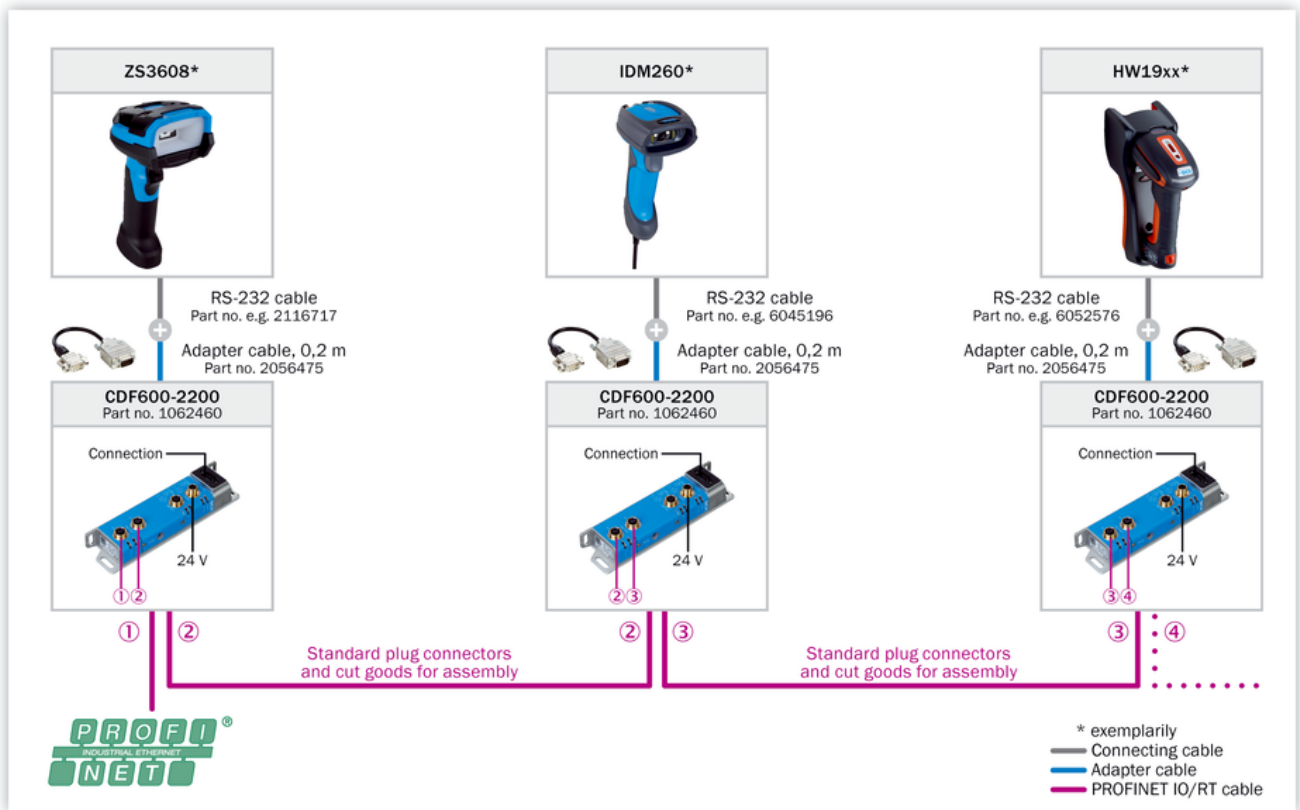 ZS3608*
IDM260*
HW19xx*
RS-232 cable
Part no. e.g. 2116717
Adapter cable, 0,2 m
Part no. 2056475
RS-232 cable
Part no. e.g. 6045196
Adapter cable, 0,2 m
Part no. 2056475
RS-232 cable
Part no. e.g. 6052576
Adapter cable, 0,2 m
Part no. 2056475
CDF600-2200
Part no. 1062460
Connection
24 V
①②
CDF600-2200
Part no. 1062460
Connection
24 V
②③
CDF600-2200
Part no. 1062460
Connection
24 V
③④
① ②
② ③
③ ④
Standard plug connectors
and cut goods for assembly
Standard plug connectors
and cut goods for assembly
PROFI®
INDUSTRIAL ETHERNET
NET
* exemplarily
Connecting cable
Adapter cable
PROFINET IO/RT cable